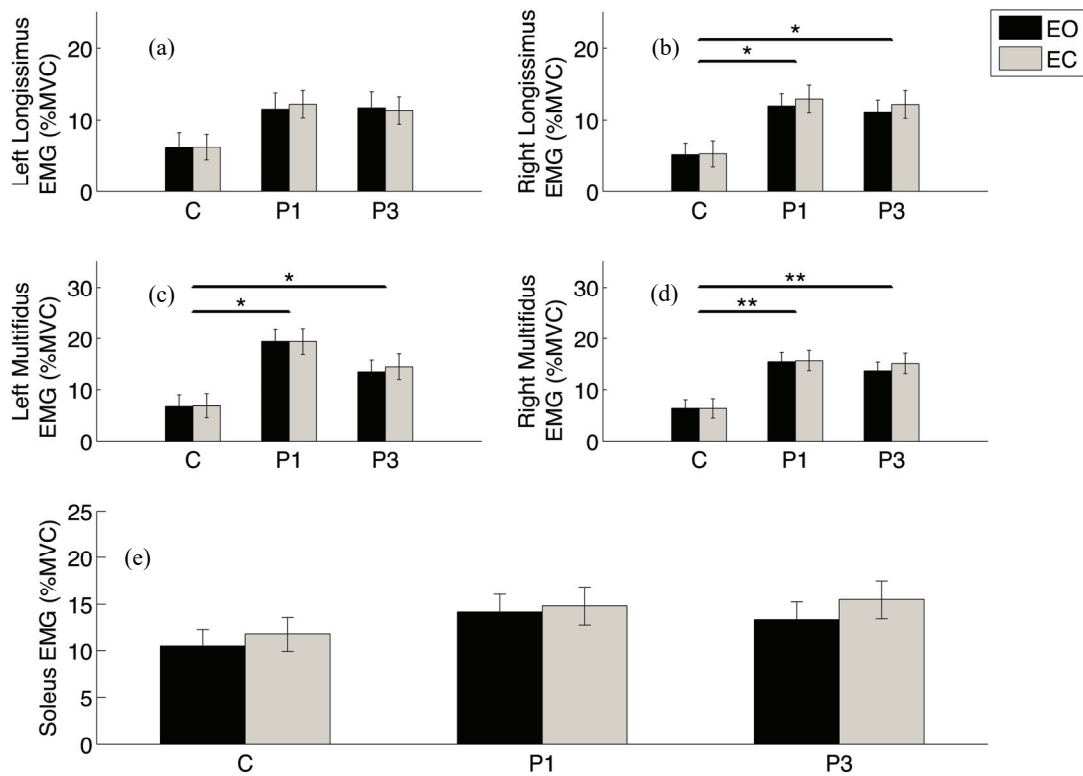 EO
EC
(a)
Left Longissimus
EMG (%MVC)
20
10
0
C P1 P3
(b)
Right Longissimus
EMG (%MVC)
20
10
0
*
*
C P1 P3
(c)
Left Multifidus
EMG (%MVC)
30
20
10
0
*
*
C P1 P3
(d)
Right Multifidus
EMG (%MVC)
30
20
10
0
**
**
C P1 P3
(e)
Soleus EMG (%MVC)
25
20
15
10
5
0
C P1 P3